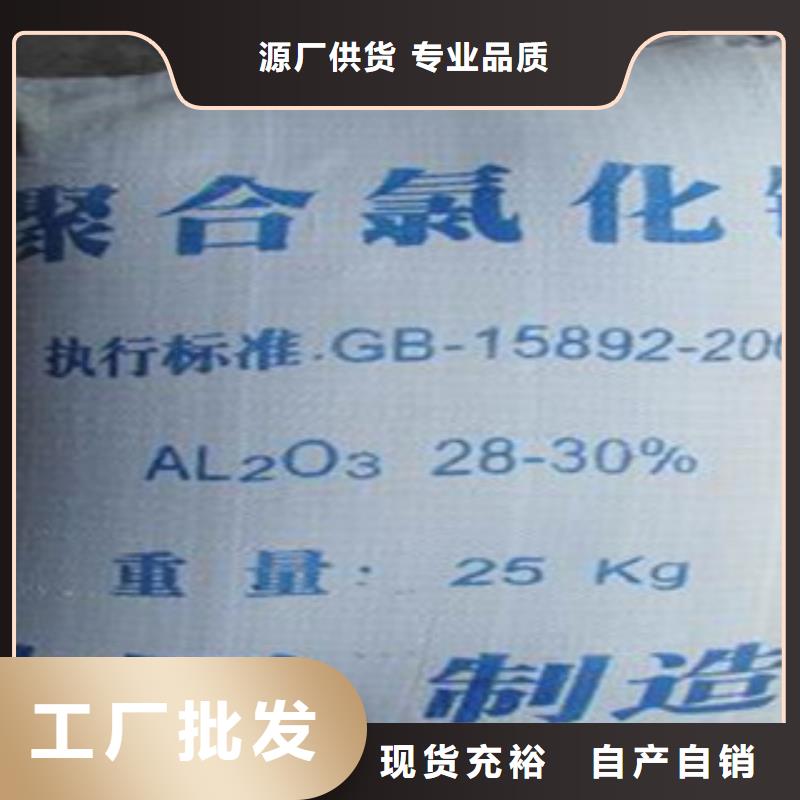 源厂供货 专业品质
聚合氯化
执行标准.GB-15892-200
AL2O3 28-30%
重量: 25 Kg
制造
工厂批发
现货充裕 自产自销